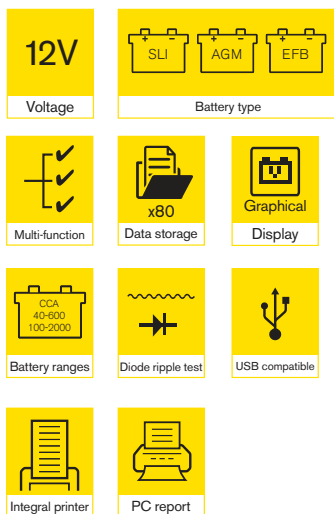 12V
SLI AGM EFB
Voltage
Battery type
x80
Graphical
Multi-function
Data storage
Display
CCA
40-600
100-2000
Battery ranges
Diode ripple test
USB compatible
Integral printer
PC report